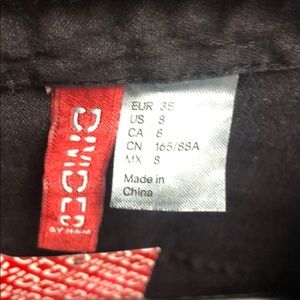 DIVIDED
BY H&M
EUR 38
US 8
CA 8
CN 165/88A
MX 8
Made in
China